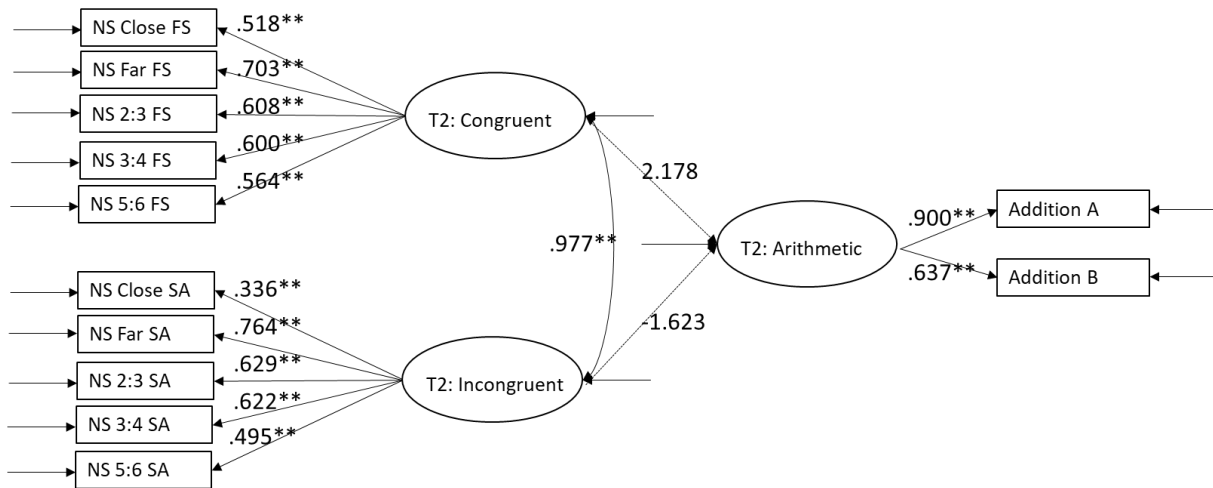 NS Close FS
.518**
NS Far FS
.703**
NS 2:3 FS
.608**
NS 3:4 FS
.600**
NS 5:6 FS
.564**
T2: Congruent
2.178
.977**
T2: Arithmetic
.900**
Addition A
.637**
Addition B
-1.623
NS Close SA
.336**
NS Far SA
.764**
NS 2:3 SA
.629**
NS 3:4 SA
.622**
NS 5:6 SA
.495**
T2: Incongruent